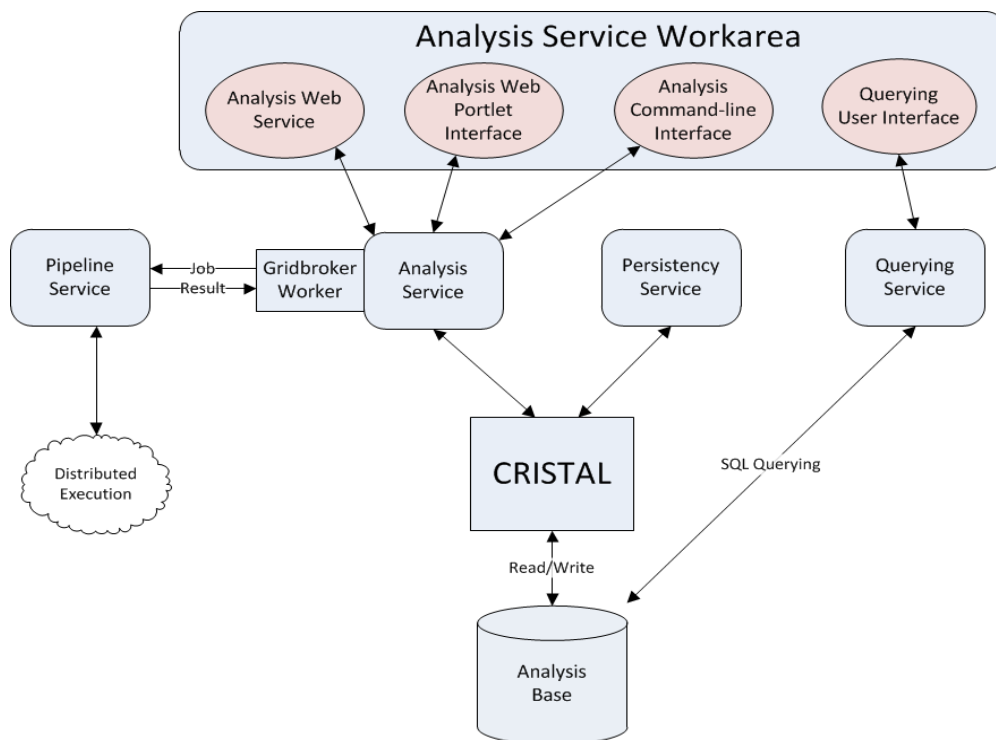 Analysis Service Workarea
Analysis Web
Service
Analysis Web
Portlet
Interface
Analysis
Command-line
Interface
Querying
User Interface
Pipeline
Service
Job
Result
Gridbroker
Worker
Analysis
Service
Persistency
Service
Querying
Service
Distributed
Execution
CRISTAL
SQL Querying
Read/Write
Analysis
Base